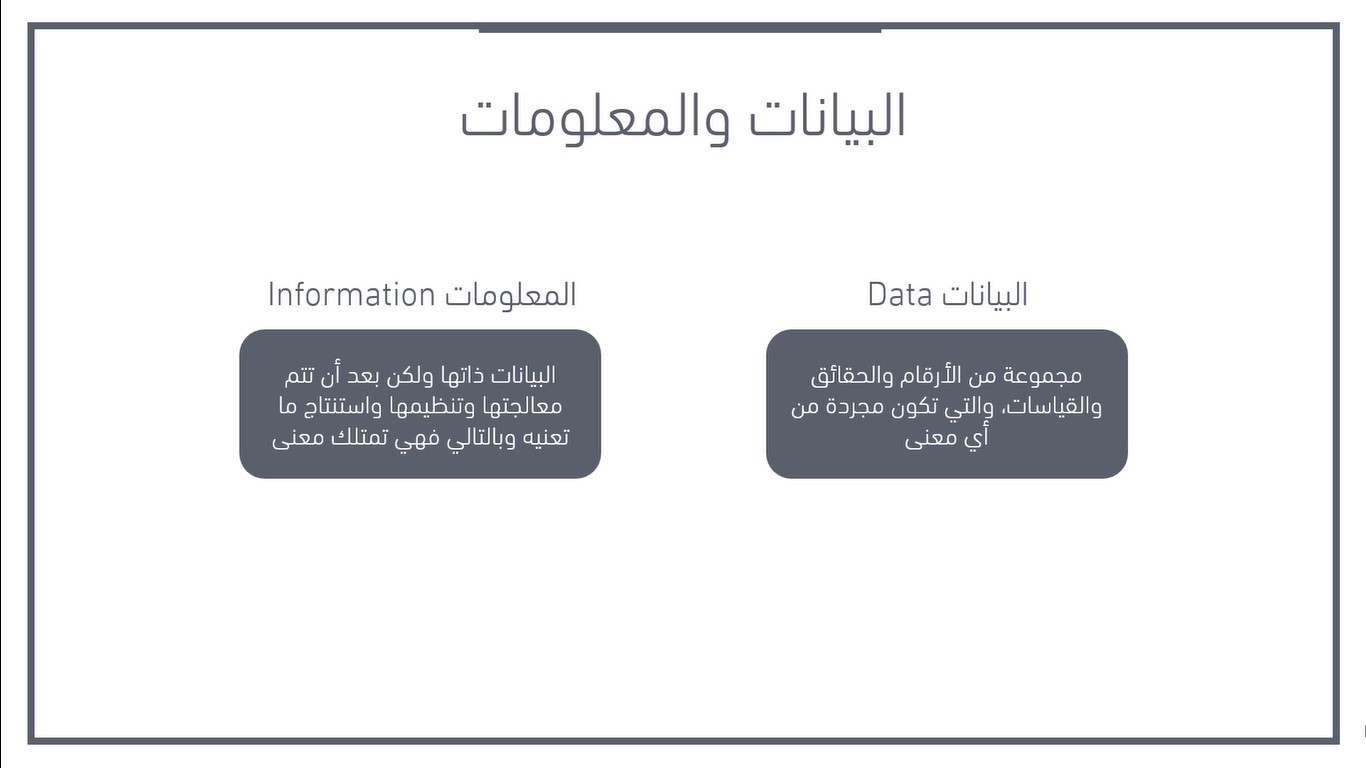 البيانات والمعلومات
البيانات Data
مجموعة من الأرقام والحقائق
والقياسات، والتي تكون مجردة من
أي معنى
المعلومات Information
البيانات ذاتها ولكن بعد أن تتم
معالجتها وتنظيمها واستنتاج ما
تعنيه وبالتالي فهي تمتلك معنى